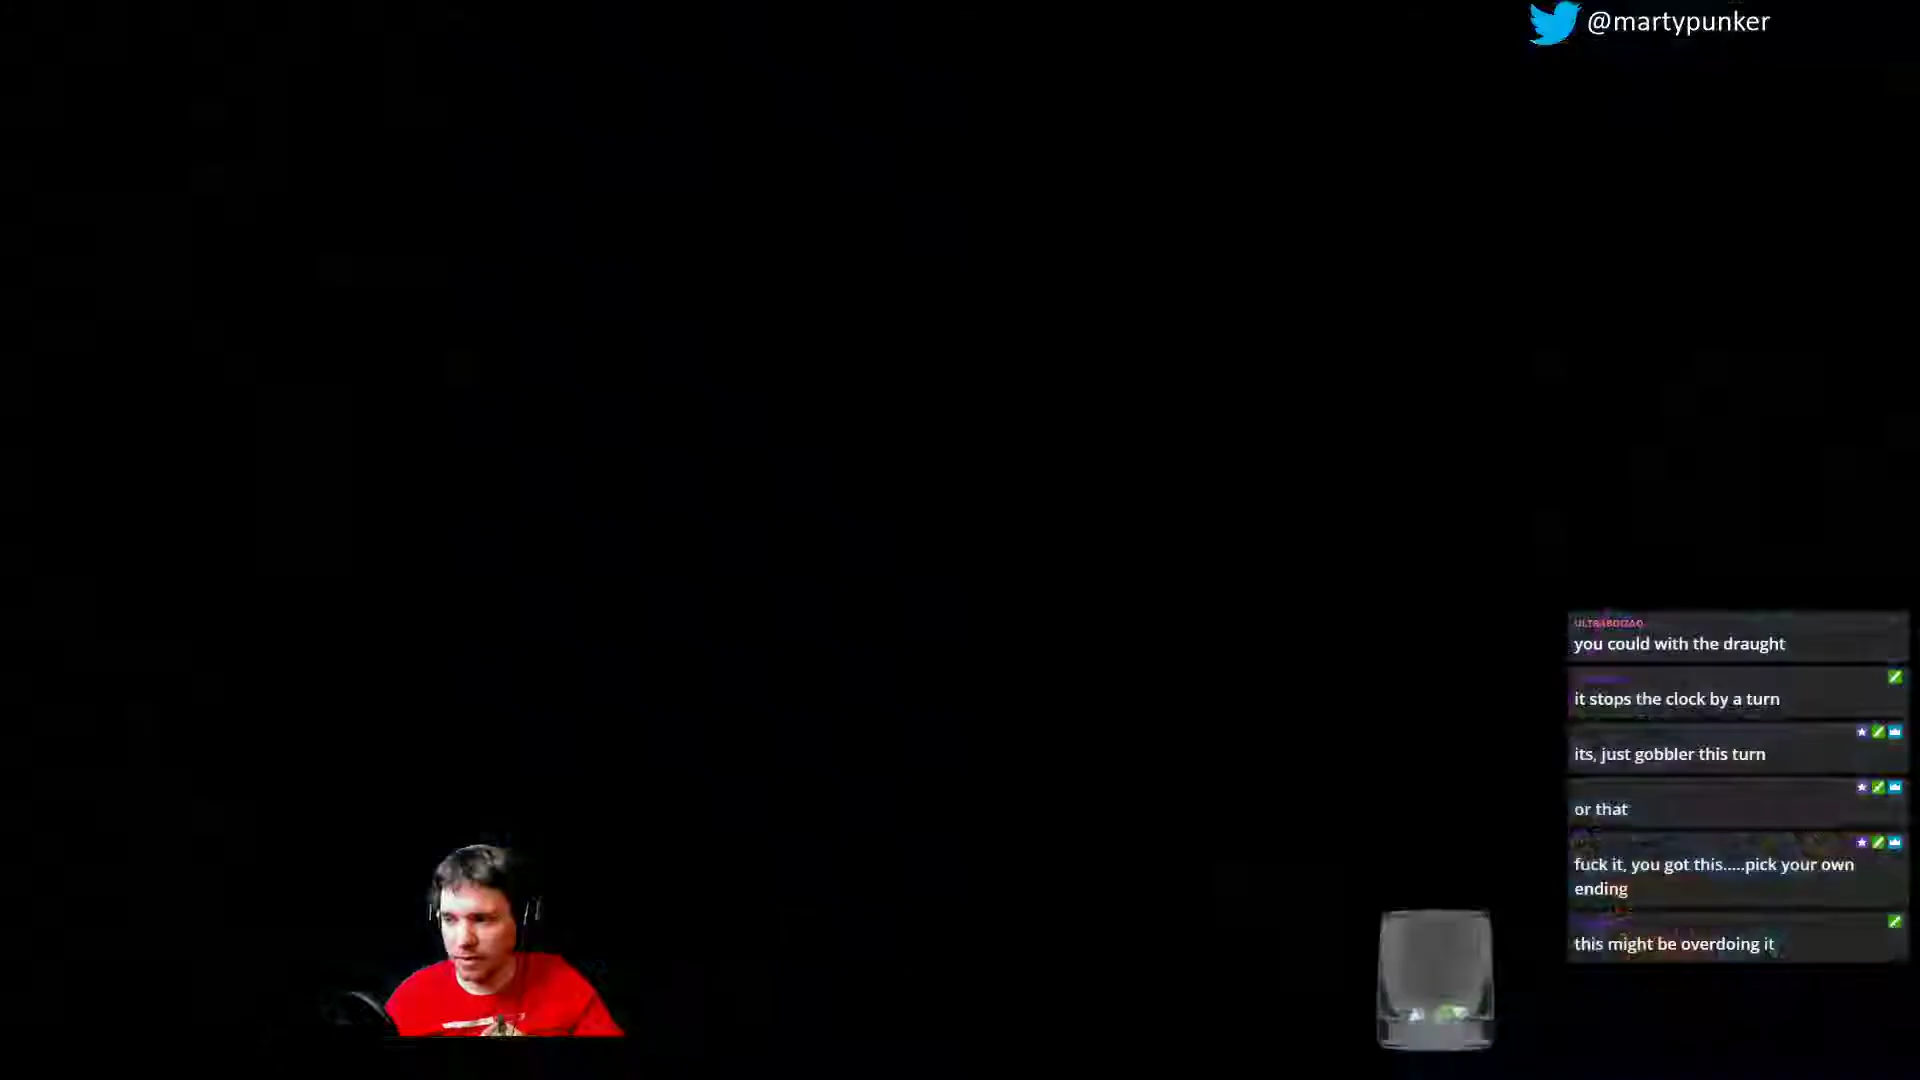 @martypunker
you could with the draught
it stops the clock by a turn
its, just gobbler this turn
or that
fuck it, you got this.....pick your own
ending
this might be overdoing it